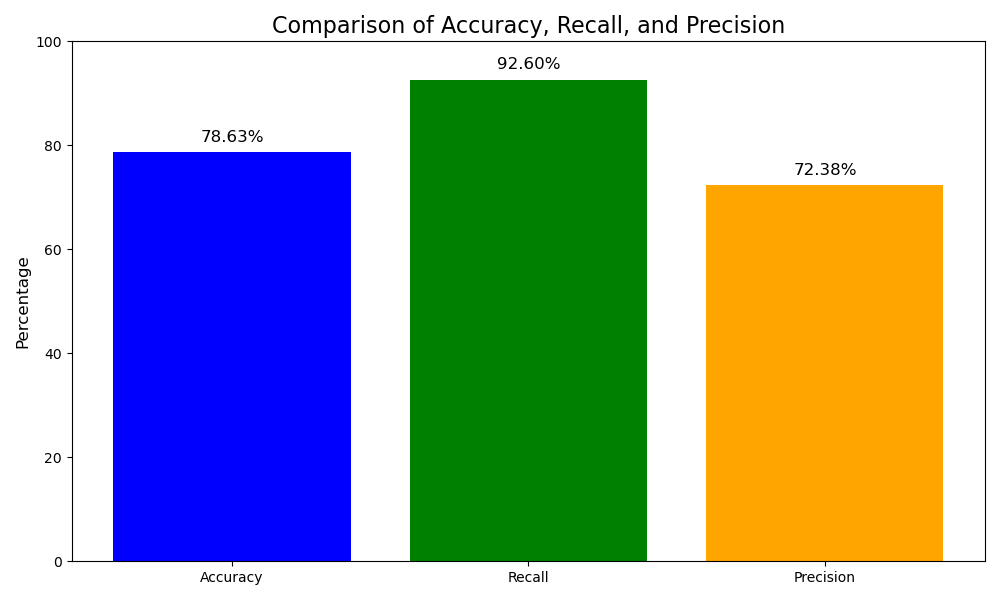 Comparison of Accuracy, Recall, and Precision
100
80
60
40
20
0
Percentage
78.63%
92.60%
72.38%
Accuracy
Recall
Precision